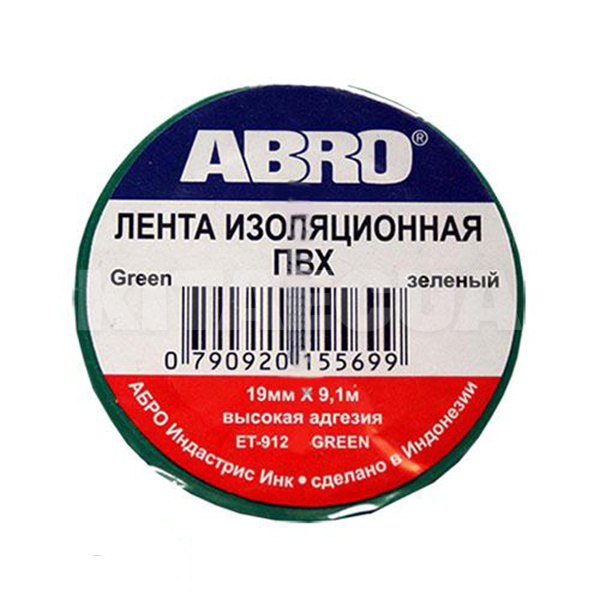 ABRO®
ЛЕНТА ИЗОЛЯЦИОННАЯ
ПВХ
Green зеленый
0 790920 155699
19мм X 9,1м
высокая адгезия
ET-912 GREEN
АБРО Индастрис Инк • сделано в Индонезии